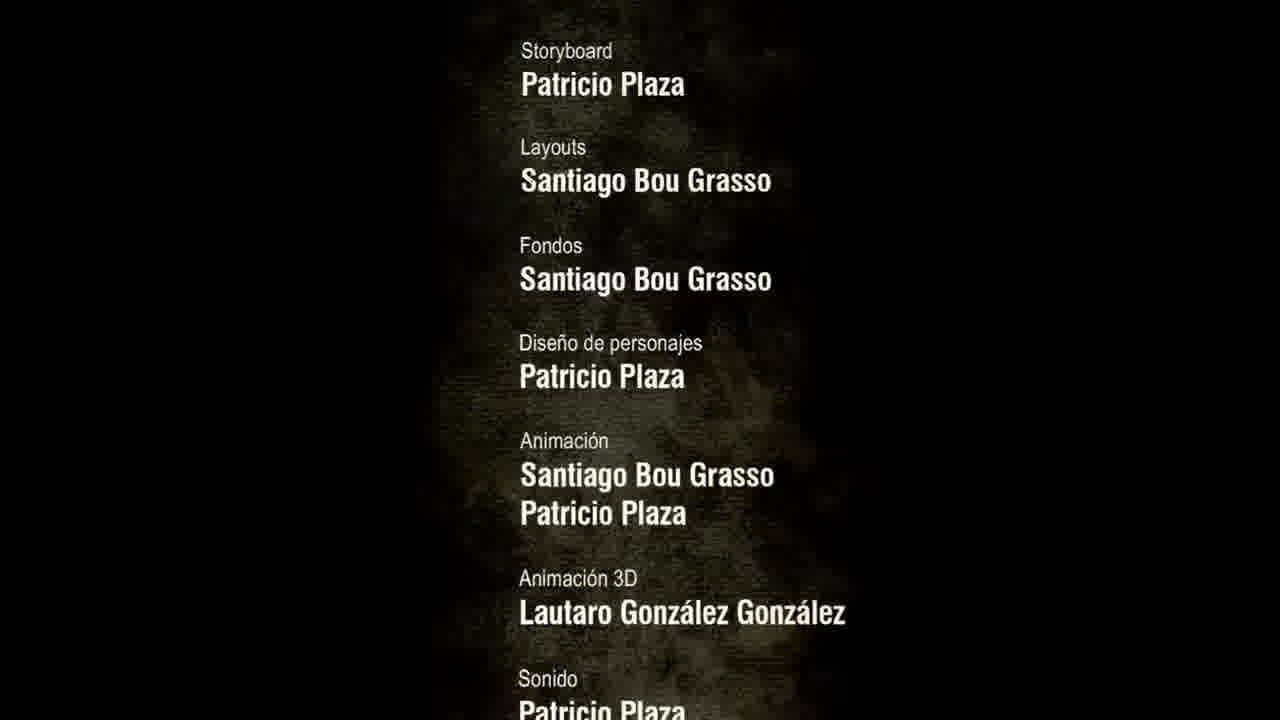 Storyboard
Patricio Plaza
Layouts
Santiago Bou Grasso
Fondos
Santiago Bou Grasso
Diseño de personajes
Patricio Plaza
Animación
Santiago Bou Grasso
Patricio Plaza
Animación 3D
Lautaro González González
Sonido
Patricio Plaza